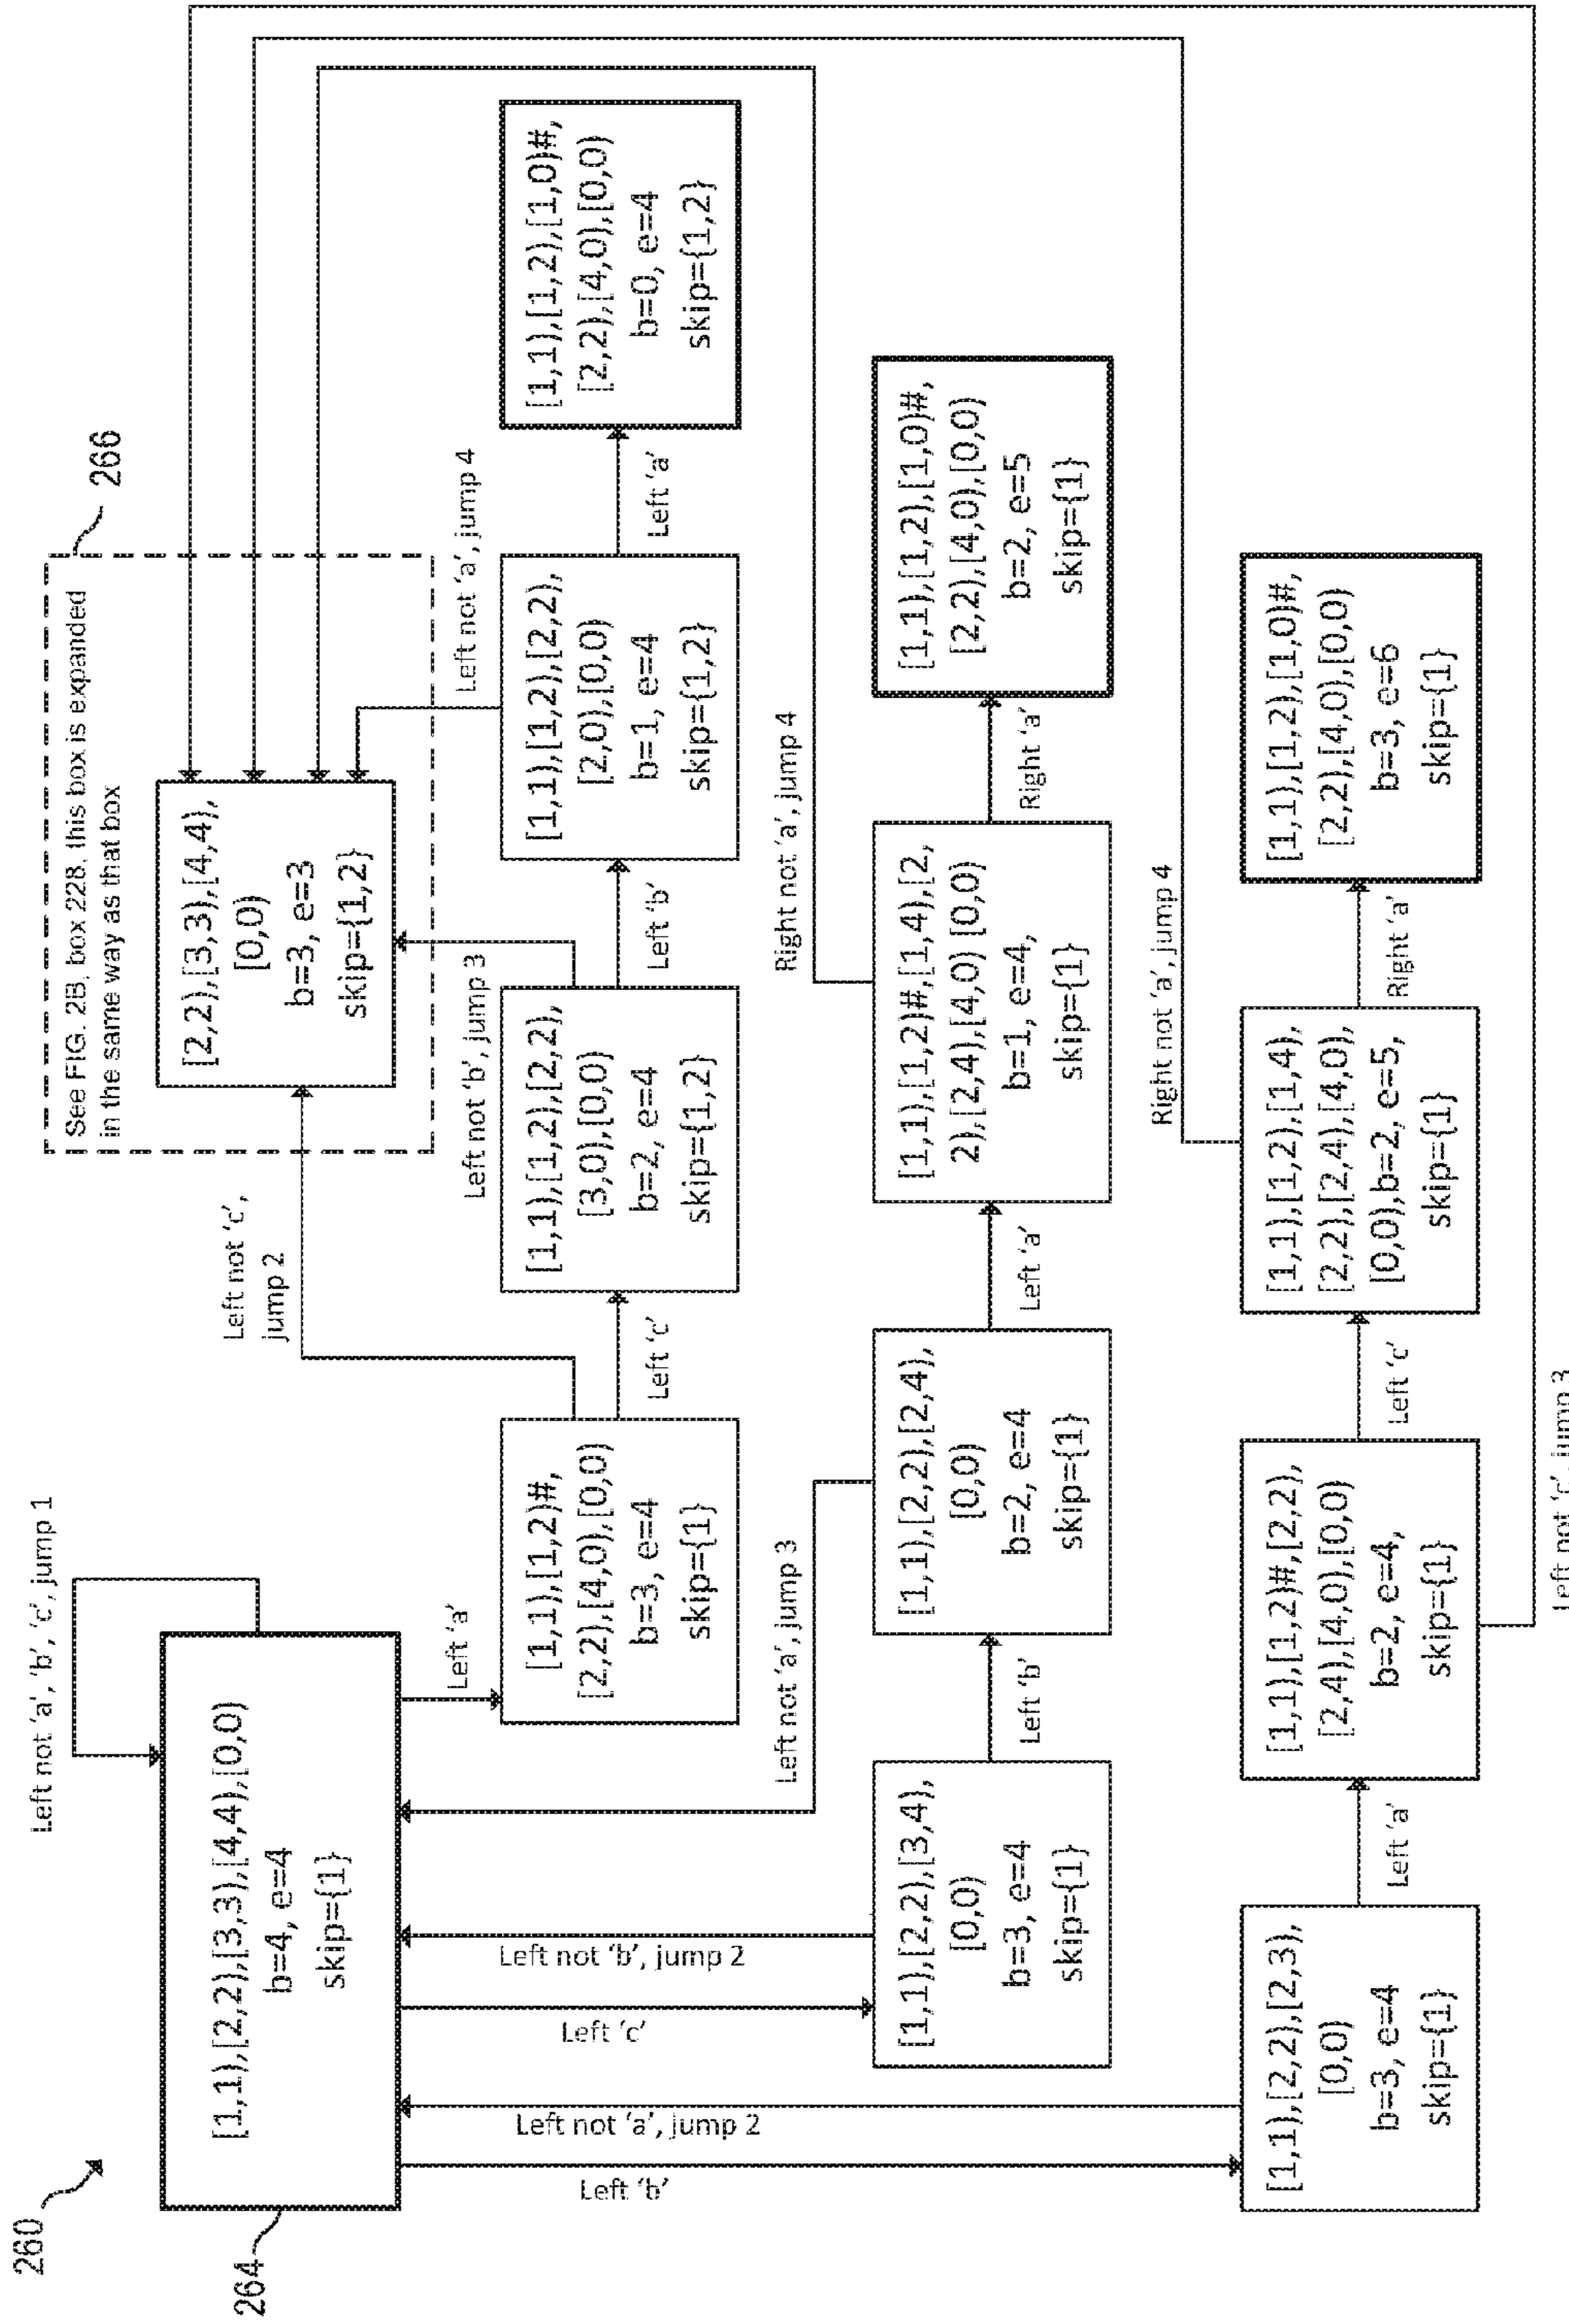 260
264
Left not ‘a’, ‘b’, ‘c’, jump 1
[1,1),[2,2),[3,3),[4,4),[0,0)
b=4, e=4
skip={1}
266
See FIG. 2B, box 228, this box is expanded
in the same way as that box
[2,2),[3,3),[4,4),
[0,0)
b=3, e=3
skip={1,2}
Left not ‘c’,
jump 2
Left not ‘b’, jump 3
Left not ‘a’, jump 4
Left ‘a’
[1,1),[1,2)#,
[2,2),[4,0),[0,0)
b=3, e=4
skip={1}
Left ‘c’
[1,1),[1,2),[2,2),
[3,0),[0,0)
b=2, e=4
skip={1,2}
Left ‘b’
[1,1),[1,2),[2,2),
[2,0),[0,0)
b=1, e=4
skip={1,2}
Left ‘a’
[1,1),[1,2),[1,0)#,
[2,2),[4,0),[0,0)
b=0, e=4
skip={1,2}
Left not ‘b’, jump 2
Left ‘c’
Left not ‘a’, jump 3
Right not ‘a’, jump 4
[1,1),[2,2),[3,4),
[0,0)
b=3, e=4
skip={1}
Left ‘b’
[1,1),[2,2),[2,4),
[0,0)
b=2, e=4
skip={1}
Left ‘a’
[1,1),[1,2)#,[1,4),[2,
2),[2,4),[4,0) [0,0)
b=1, e=4,
skip={1}
Right ‘a’
[1,1),[1,2),[1,0)#,
[2,2),[4,0),[0,0)
b=2, e=5
skip={1}
Left not ‘a’, jump 2
Left ‘b’
Right not ‘a’, jump 4
[1,1),[2,2),[2,3),
[0,0)
b=3, e=4
skip={1}
Left ‘a’
[1,1),[1,2)#,[2,2),
[2,4),[4,0),[0,0)
b=2, e=4,
skip={1}
Left ‘c’
[1,1),[1,2),[1,4),
[2,2),[2,4),[4,0),
[0,0),b=2, e=5,
skip={1}
Right ‘a’
[1,1),[1,2),[1,0)#,
[2,2),[4,0),[0,0)
b=3, e=6
skip={1}
Left not ‘c’, jump 3